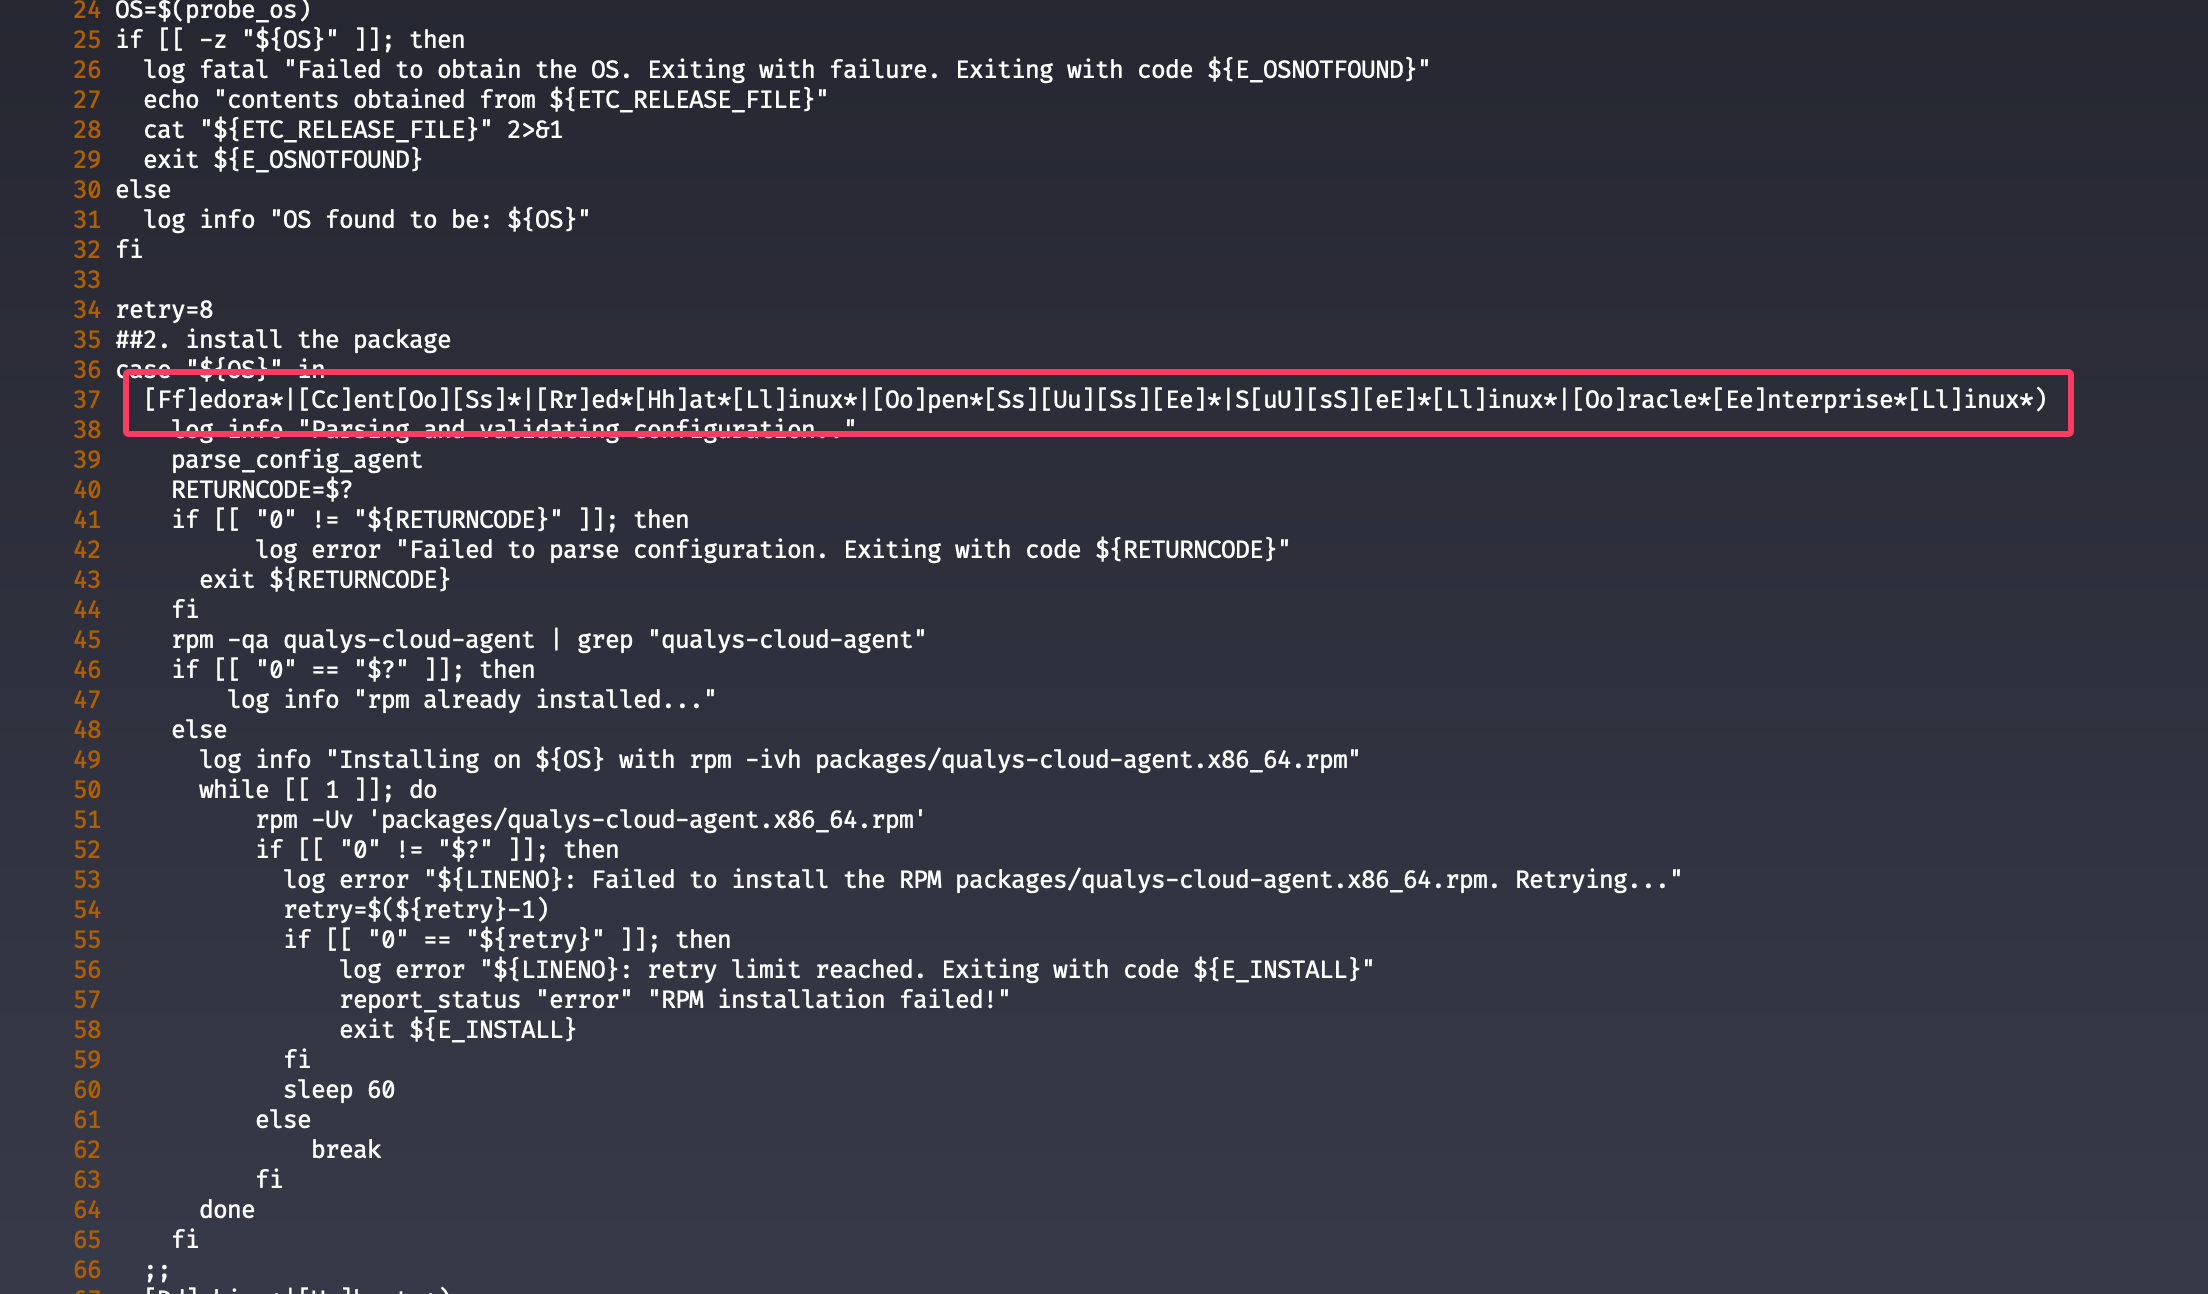 24 OS=$(probe_os)
25 if [[ -z "${OS}" ]]; then
26   log fatal "Failed to obtain the OS. Exiting with failure. Exiting with code ${E_OSNOTFOUND}"
27   echo "contents obtained from ${ETC_RELEASE_FILE}"
28   cat "${ETC_RELEASE_FILE}" 2>&1
29   exit ${E_OSNOTFOUND}
30 else
31   log info "OS found to be: ${OS}"
32 fi
33
34 retry=8
35 ##2. install the package
36 case "${OS}" in
37   [Ff]edora*|[Cc]ent[Oo][Ss]*|[Rr]ed*[Hh]at*[Ll]inux*|[Oo]pen*[Ss][Uu][Ss][Ee]*|S[uU][sS][eE]*[Ll]inux*|[Oo]racle*[Ee]nterprise*[Ll]inux*)
38     log info "Parsing and validating configuration..."
39     parse_config_agent
40     RETURNCODE=$?
41     if [[ "0" != "${RETURNCODE}" ]]; then
42           log error "Failed to parse configuration. Exiting with code ${RETURNCODE}"
43       exit ${RETURNCODE}
44     fi
45     rpm -qa qualys-cloud-agent | grep "qualys-cloud-agent"
46     if [[ "0" == "$?" ]]; then
47         log info "rpm already installed..."
48     else
49       log info "Installing on ${OS} with rpm -ivh packages/qualys-cloud-agent.x86_64.rpm"
50       while [[ 1 ]]; do
51           rpm -Uv 'packages/qualys-cloud-agent.x86_64.rpm'
52           if [[ "0" != "$?" ]]; then
53             log error "${LINENO}: Failed to install the RPM packages/qualys-cloud-agent.x86_64.rpm. Retrying..."
54             retry=$(${retry}-1)
55             if [[ "0" == "${retry}" ]]; then
56                 log error "${LINENO}: retry limit reached. Exiting with code ${E_INSTALL}"
57                 report_status "error" "RPM installation failed!"
58                 exit ${E_INSTALL}
59             fi
60             sleep 60
61           else
62               break
63           fi
64       done
65     fi
66   ;;